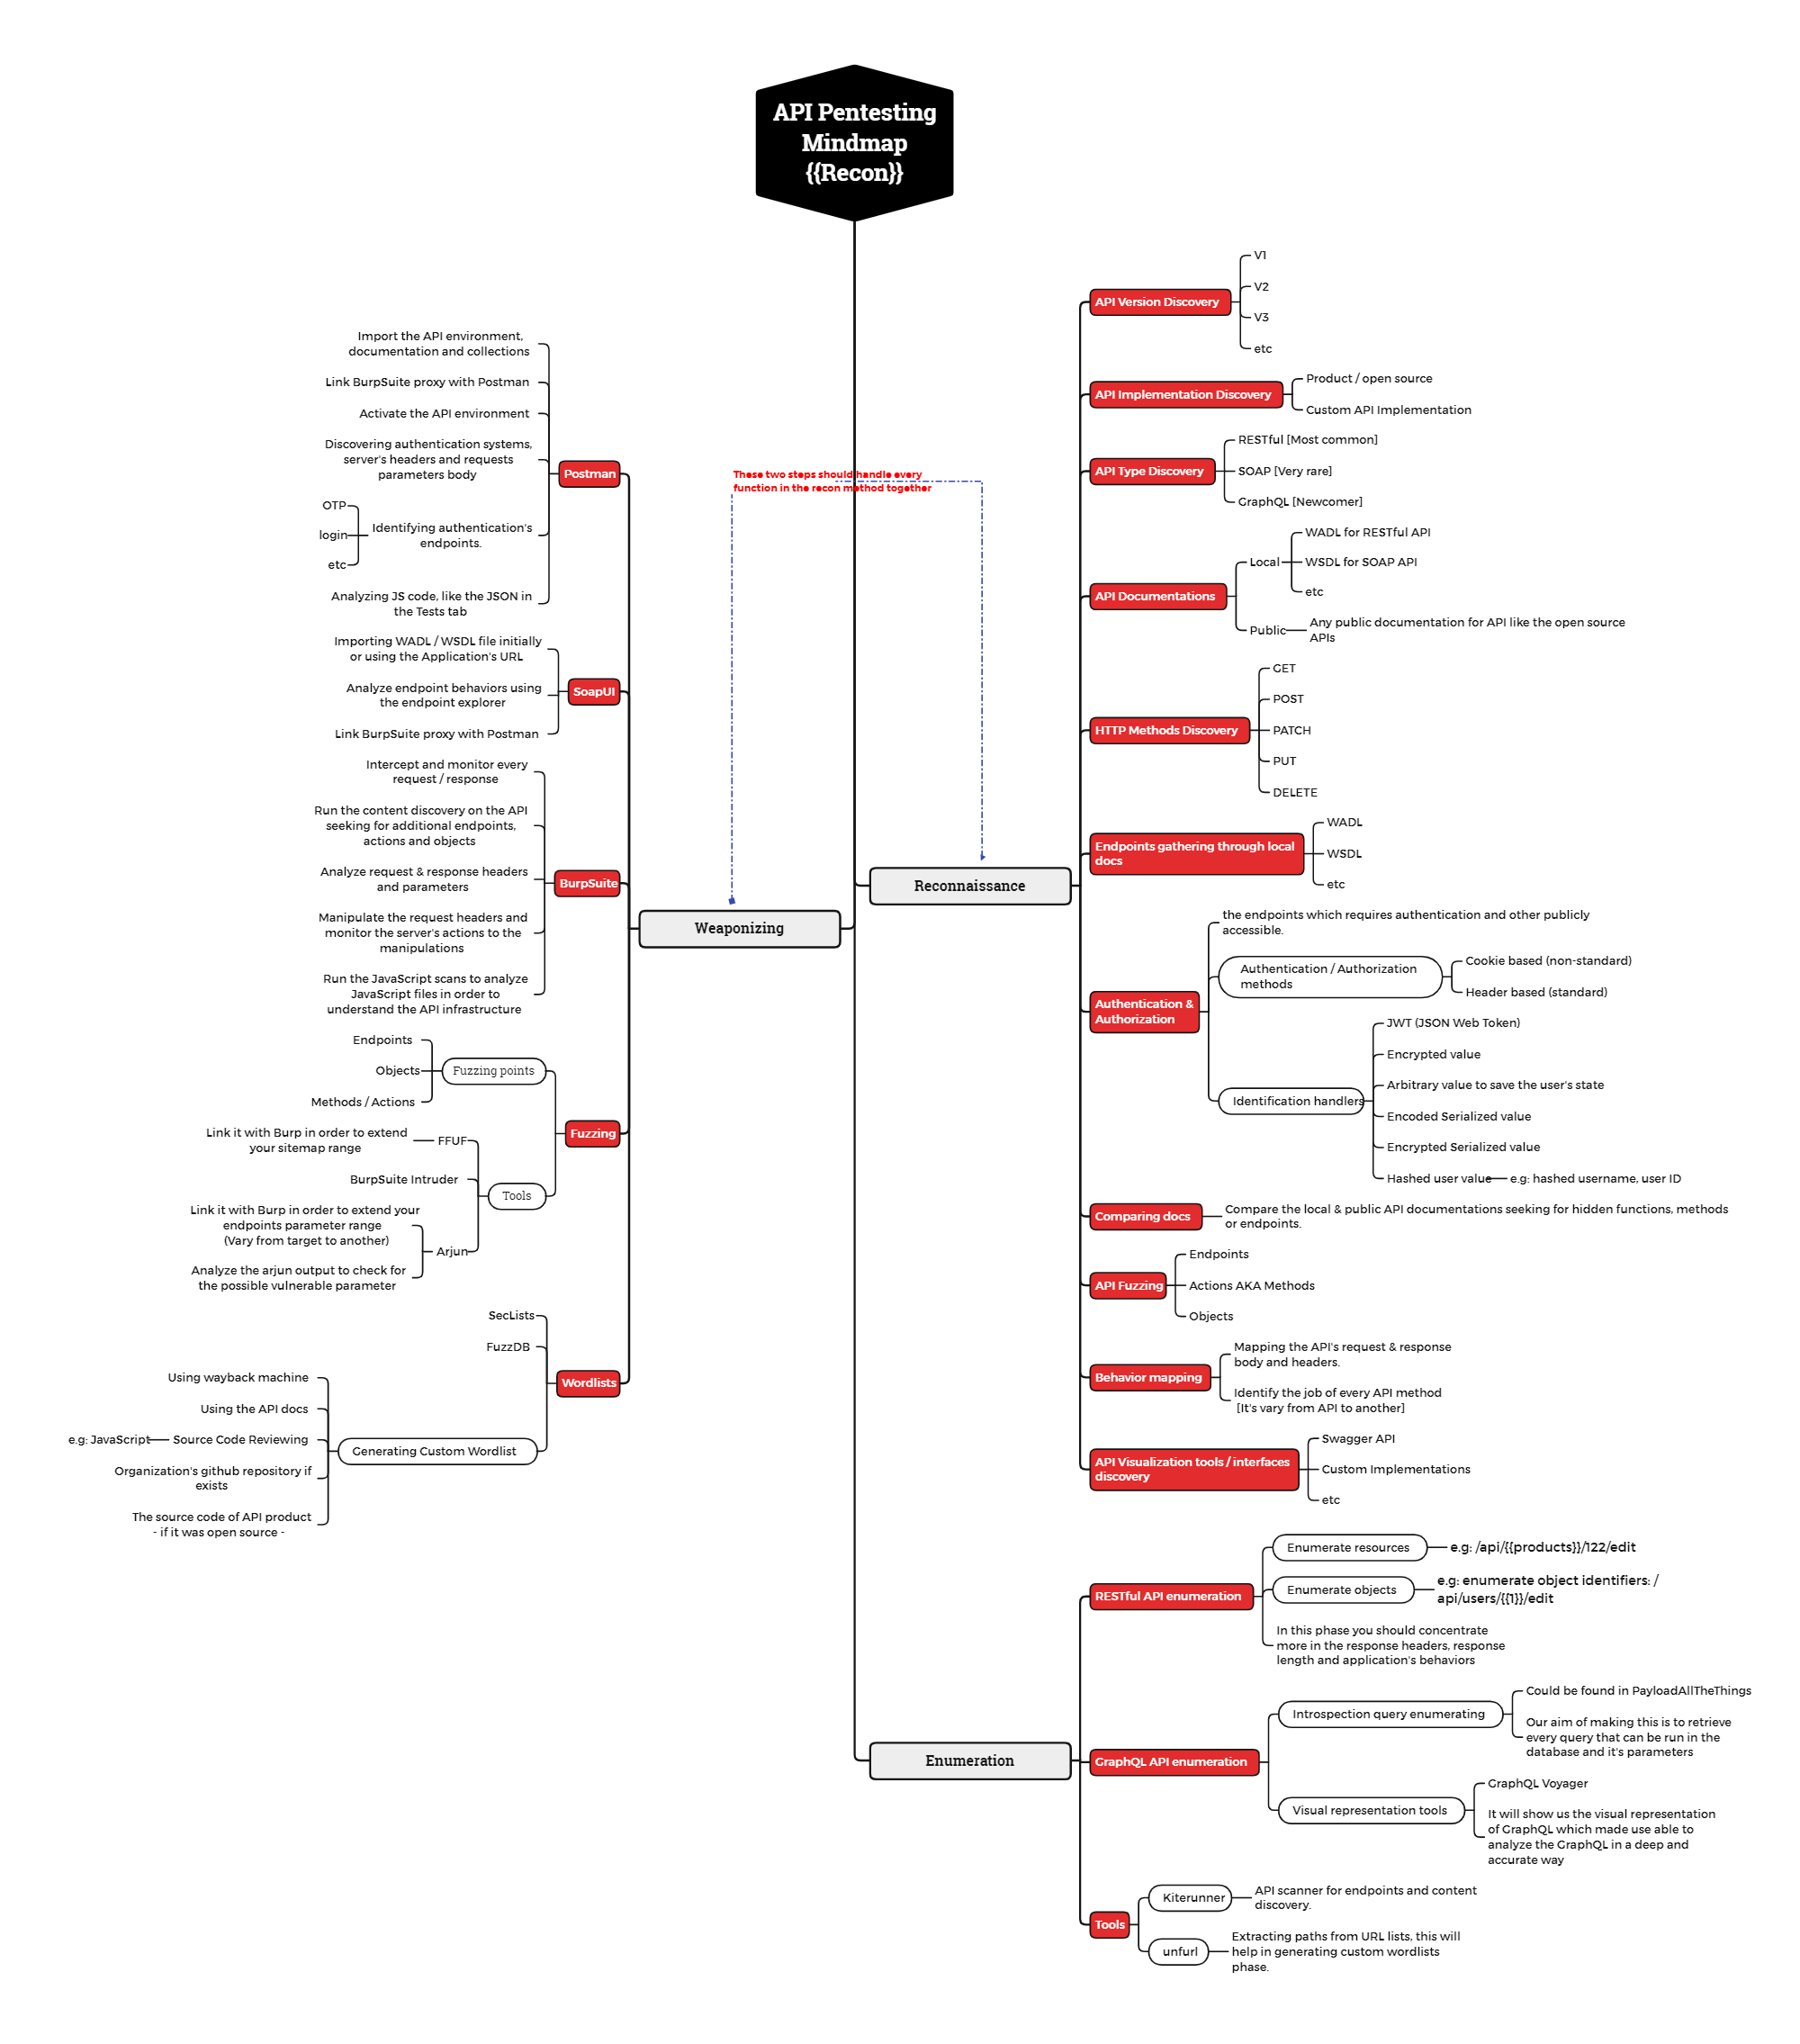 API Pentesting
Mindmap
{{Recon}}
These two steps should handle every
function in the recon method together
Weaponizing
Postman
Import the API environment,
documentation and collections
Link BurpSuite proxy with Postman
Activate the API environment
Discovering authentication systems,
server's headers and requests
parameters body
Identifying authentication's
endpoints.
OTP
login
etc
Analyzing JS code, like the JSON in
the Tests tab
SoapUI
Importing WADL / WSDL file initially
or using the Application's URL
Analyze endpoint behaviors using
the endpoint explorer
Link BurpSuite proxy with Postman
BurpSuite
Intercept and monitor every
request / response
Run the content discovery on the API
seeking for additional endpoints,
actions and objects
Analyze request & response headers
and parameters
Manipulate the request headers and
monitor the server's actions to the
manipulations
Run the JavaScript scans to analyze
JavaScript files in order to
understand the API infrastructure
Fuzzing
Fuzzing points
Endpoints
Objects
Methods / Actions
Tools
FFUF
Link it with Burp in order to extend
your sitemap range
BurpSuite Intruder
Arjun
Link it with Burp in order to extend your
endpoints parameter range
(Vary from target to another)
Analyze the arjun output to check for
the possible vulnerable parameter
Wordlists
SecLists
FuzzDB
Generating Custom Wordlist
Using wayback machine
Using the API docs
Source Code Reviewing
e.g: JavaScript
Organization's github repository if
exists
The source code of API product
- if it was open source -
Reconnaissance
API Version Discovery
V1
V2
V3
etc
API Implementation Discovery
Product / open source
Custom API Implementation
API Type Discovery
RESTful [Most common]
SOAP [Very rare]
GraphQL [Newcomer]
API Documentations
Local
WADL for RESTful API
WSDL for SOAP API
etc
Public
Any public documentation for API like the open source
APIs
HTTP Methods Discovery
GET
POST
PATCH
PUT
DELETE
Endpoints gathering through local
docs
WADL
WSDL
etc
Authentication &
Authorization
the endpoints which requires authentication and other publicly
accessible.
Authentication / Authorization
methods
Cookie based (non-standard)
Header based (standard)
Identification handlers
JWT (JSON Web Token)
Encrypted value
Arbitrary value to save the user's state
Encoded Serialized value
Encrypted Serialized value
Hashed user value
e.g: hashed username, user ID
Comparing docs
Compare the local & public API documentations seeking for hidden functions, methods
or endpoints.
API Fuzzing
Endpoints
Actions AKA Methods
Objects
Behavior mapping
Mapping the API's request & response
body and headers.
Identify the job of every API method
[It's vary from API to another]
API Visualization tools / interfaces
discovery
Swagger API
Custom Implementations
etc
Enumeration
RESTful API enumeration
Enumerate resources
e.g: /api/{{products}}/122/edit
Enumerate objects
e.g: enumerate object identifiers: /
api/users/{{1}}/edit
In this phase you should concentrate
more in the response headers, response
length and application's behaviors
GraphQL API enumeration
Introspection query enumerating
Could be found in PayloadAllTheThings
Our aim of making this is to retrieve
every query that can be run in the
database and it's parameters
Visual representation tools
GraphQL Voyager
It will show us the visual representation
of GraphQL which made use able to
analyze the GraphQL in a deep and
accurate way
Tools
Kiterunner
API scanner for endpoints and content
discovery.
unfurl
Extracting paths from URL lists, this will
help in generating custom wordlists
phase.